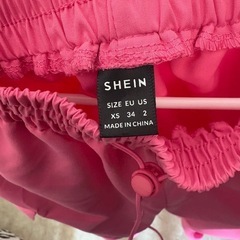 SHEIN
SIZE EU US
XS 34 2
MADE IN CHINA